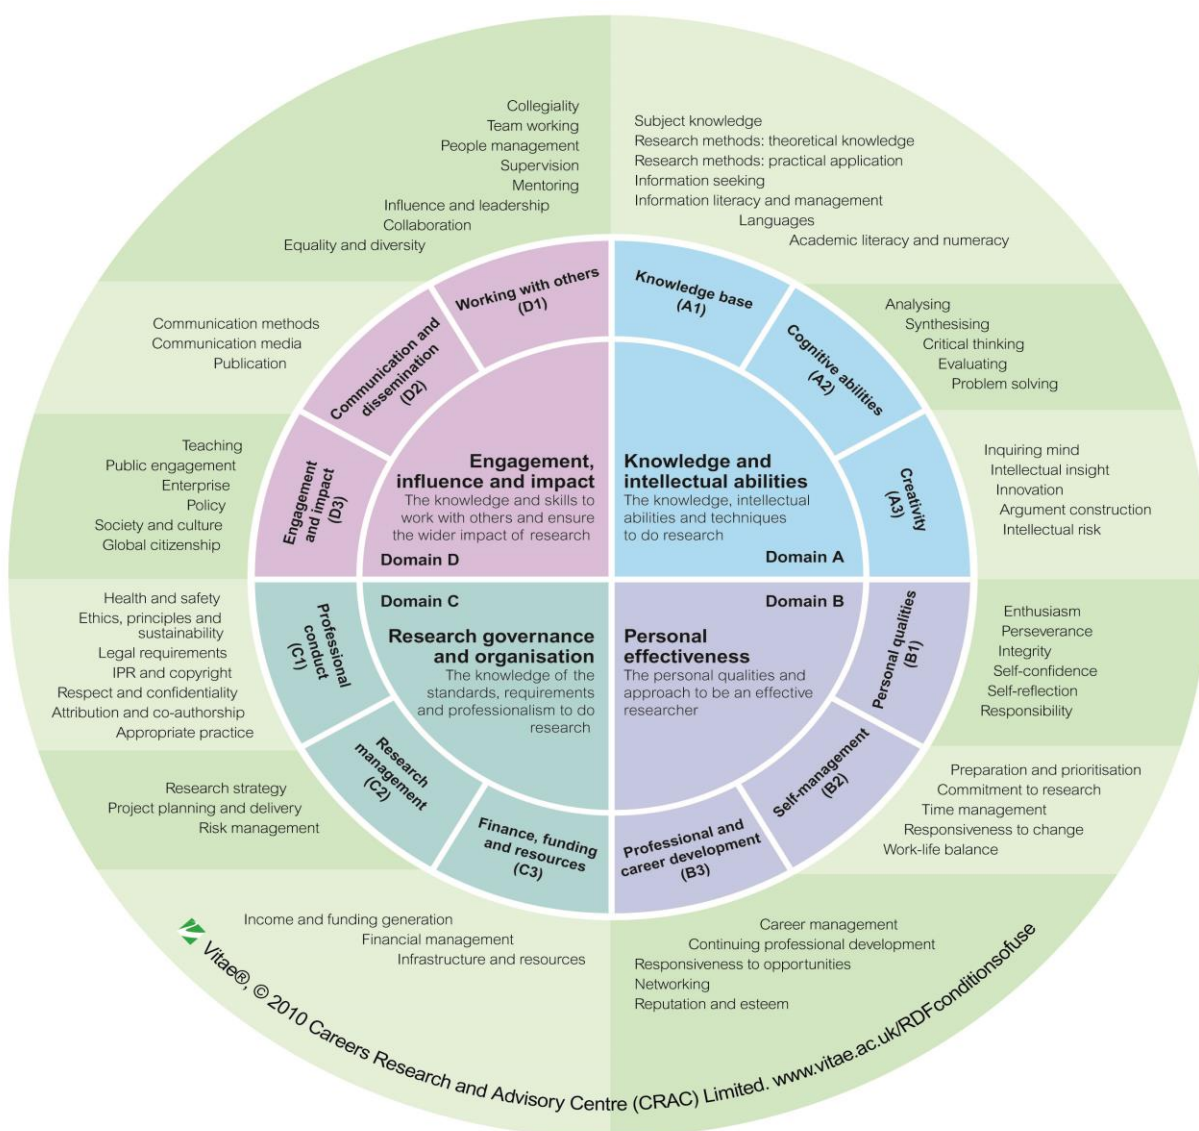 Collegiality
Team working
People management
Supervision
Mentoring
Influence and leadership
Collaboration
Equality and diversity
Subject knowledge
Research methods: theoretical knowledge
Research methods: practical application
Information seeking
Information literacy and management
Languages
Academic literacy and numeracy
Working with others
(D1)
Knowledge base
(A1)
Communication methods
Communication media
Publication
Communication and
dissemination
(D2)
Cognitive abilities
(A2)
Analysing
Synthesising
Critical thinking
Evaluating
Problem solving
Teaching
Public engagement
Enterprise
Policy
Society and culture
Global citizenship
Engagement
and impact
(D3)
Engagement,
influence and impact
The knowledge and skills to
work with others and ensure
the wider impact of research
Domain D
Knowledge and
intellectual abilities
The knowledge, intellectual
abilities and techniques
to do research
Domain A
Creativity
(A3)
Inquiring mind
Intellectual insight
Innovation
Argument construction
Intellectual risk
Health and safety
Ethics, principles and
sustainability
Legal requirements
IPR and copyright
Respect and confidentiality
Attribution and co-authorship
Appropriate practice
Professional
conduct
(C1)
Domain C
Research governance
and organisation
The knowledge of the
standards, requirements
and professionalism to do
research
Domain B
Personal
effectiveness
The personal qualities and
approach to be an effective
researcher
Personal qualities
(B1)
Enthusiasm
Perseverance
Integrity
Self-confidence
Self-reflection
Responsibility
Research strategy
Project planning and delivery
Risk management
Research
management
(C2)
Self-management
(B2)
Preparation and prioritisation
Commitment to research
Time management
Responsiveness to change
Work-life balance
Finance, funding
and resources
(C3)
Professional and
career development
(B3)
Income and funding generation
Financial management
Infrastructure and resources
Career management
Continuing professional development
Responsiveness to opportunities
Networking
Reputation and esteem
Vitae®, © 2010 Careers Research and Advisory Centre (CRAC) Limited. www.vitae.ac.uk/RDFconditionsofuse